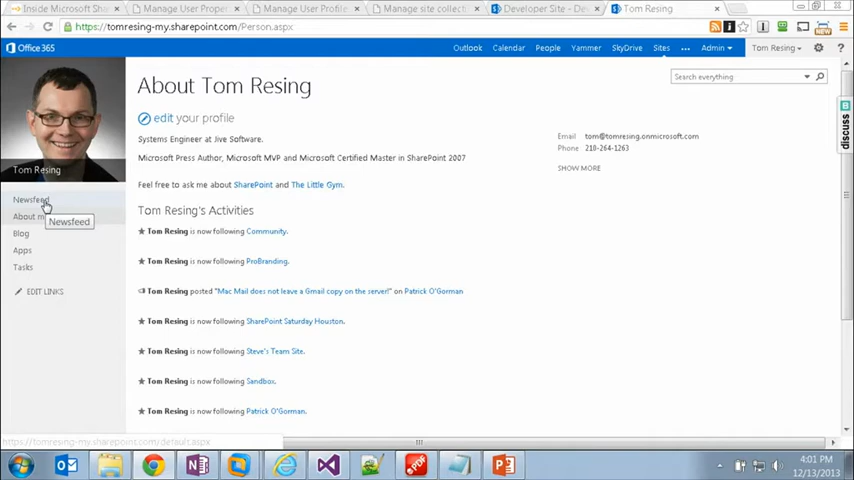 Inside Microsoft Sha
Manage User Proper
Manage User Profile
Manage site collecti
Developer Site - Dev
Tom Resing
https://tomresing-my.sharepoint.com/Person.aspx
Office 365
Outlook Calendar People Yammer SkyDrive Sites ... Admin Tom Resing
About Tom Resing
Search everything
edit your profile
Systems Engineer at Jive Software.
Email tom@tomresing.onmicrosoft.com
Phone 210-264-1263
Microsoft Press Author, Microsoft MVP and Microsoft Certified Master in SharePoint 2007
SHOW MORE
Feel free to ask me about SharePoint and The Little Gym.
discuss
Tom Resing
Newsfeed
About m
Newsfeed
Blog
Apps
Tasks
EDIT LINKS
Tom Resing's Activities
Tom Resing is now following Community.
Tom Resing is now following ProBranding.
Tom Resing posted "Mac Mail does not leave a Gmail copy on the server!" on Patrick O'Gorman
Tom Resing is now following SharePoint Saturday Houston.
Tom Resing is now following Steve's Team Site.
Tom Resing is now following Sandbox.
Tom Resing is now following Patrick O'Gorman.
https://tomresing-my.sharepoint.com/default.aspx
4:01 PM
12/13/2013